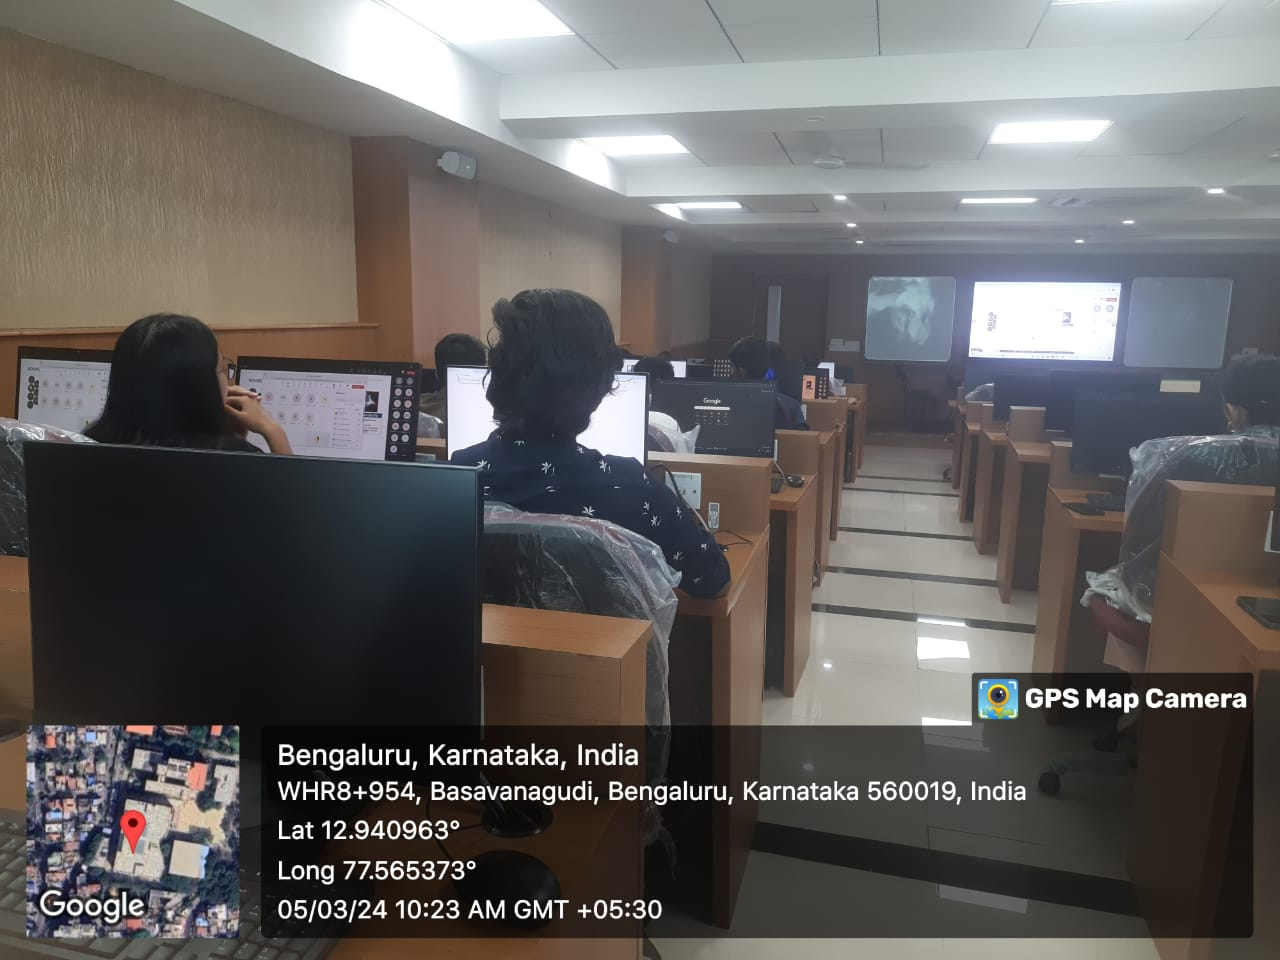 Google
GPS Map Camera
Bengaluru, Karnataka, India
WHR8+954, Basavanagudi, Bengaluru, Karnataka 560019, India
Lat 12.940963°
Long 77.565373°
05/03/24 10:23 AM GMT +05:30
Google